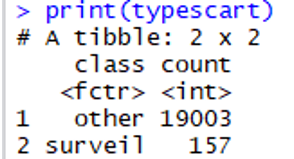 > print(typescart)
# A tibble: 2 x 2
class count
<fctr> <int>
1 other 19003
2 surveil 157